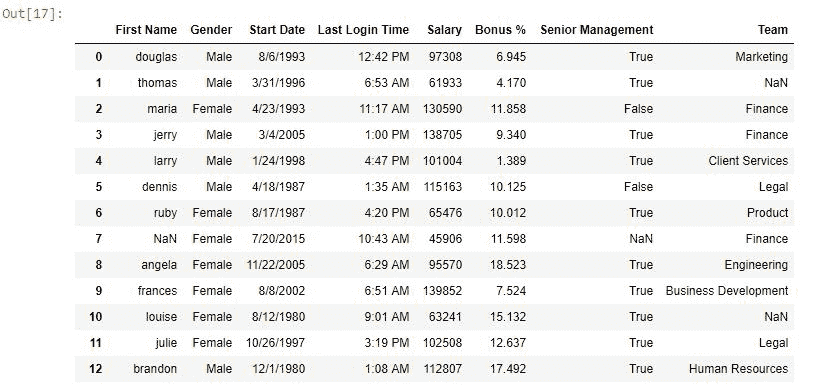 Out[17]:
First Name Gender Start Date Last Login Time Salary Bonus % Senior Management Team
0 douglas Male 8/6/1993 12:42 PM 97308 6.945 True Marketing
1 thomas Male 3/31/1996 6:53 AM 61933 4.170 True NaN
2 maria Female 4/23/1993 11:17 AM 130590 11.858 False Finance
3 jerry Male 3/4/2005 1:00 PM 138705 9.340 True Finance
4 larry Male 1/24/1998 4:47 PM 101004 1.389 True Client Services
5 dennis Male 4/18/1987 1:35 AM 115163 10.125 False Legal
6 ruby Female 8/17/1987 4:20 PM 65476 10.012 True Product
7 NaN Female 7/20/2015 10:43 AM 45906 11.598 NaN Finance
8 angela Female 11/22/2005 6:29 AM 95570 18.523 True Engineering
9 frances Female 8/8/2002 6:51 AM 139852 7.524 True Business Development
10 louise Female 8/12/1980 9:01 AM 63241 15.132 True NaN
11 julie Female 10/26/1997 3:19 PM 102508 12.637 True Legal
12 brandon Male 12/1/1980 1:08 AM 112807 17.492 True Human Resources